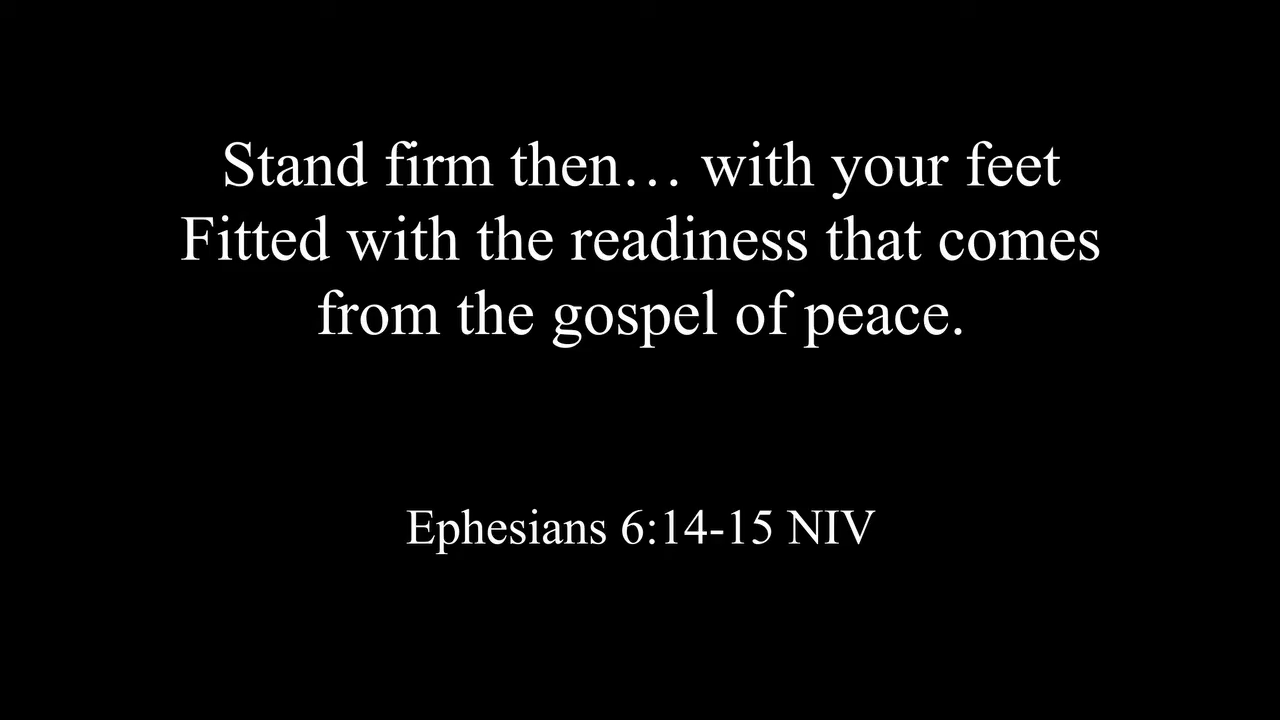 Stand firm then… with your feet
Fitted with the readiness that comes
from the gospel of peace.
Ephesians 6:14-15 NIV